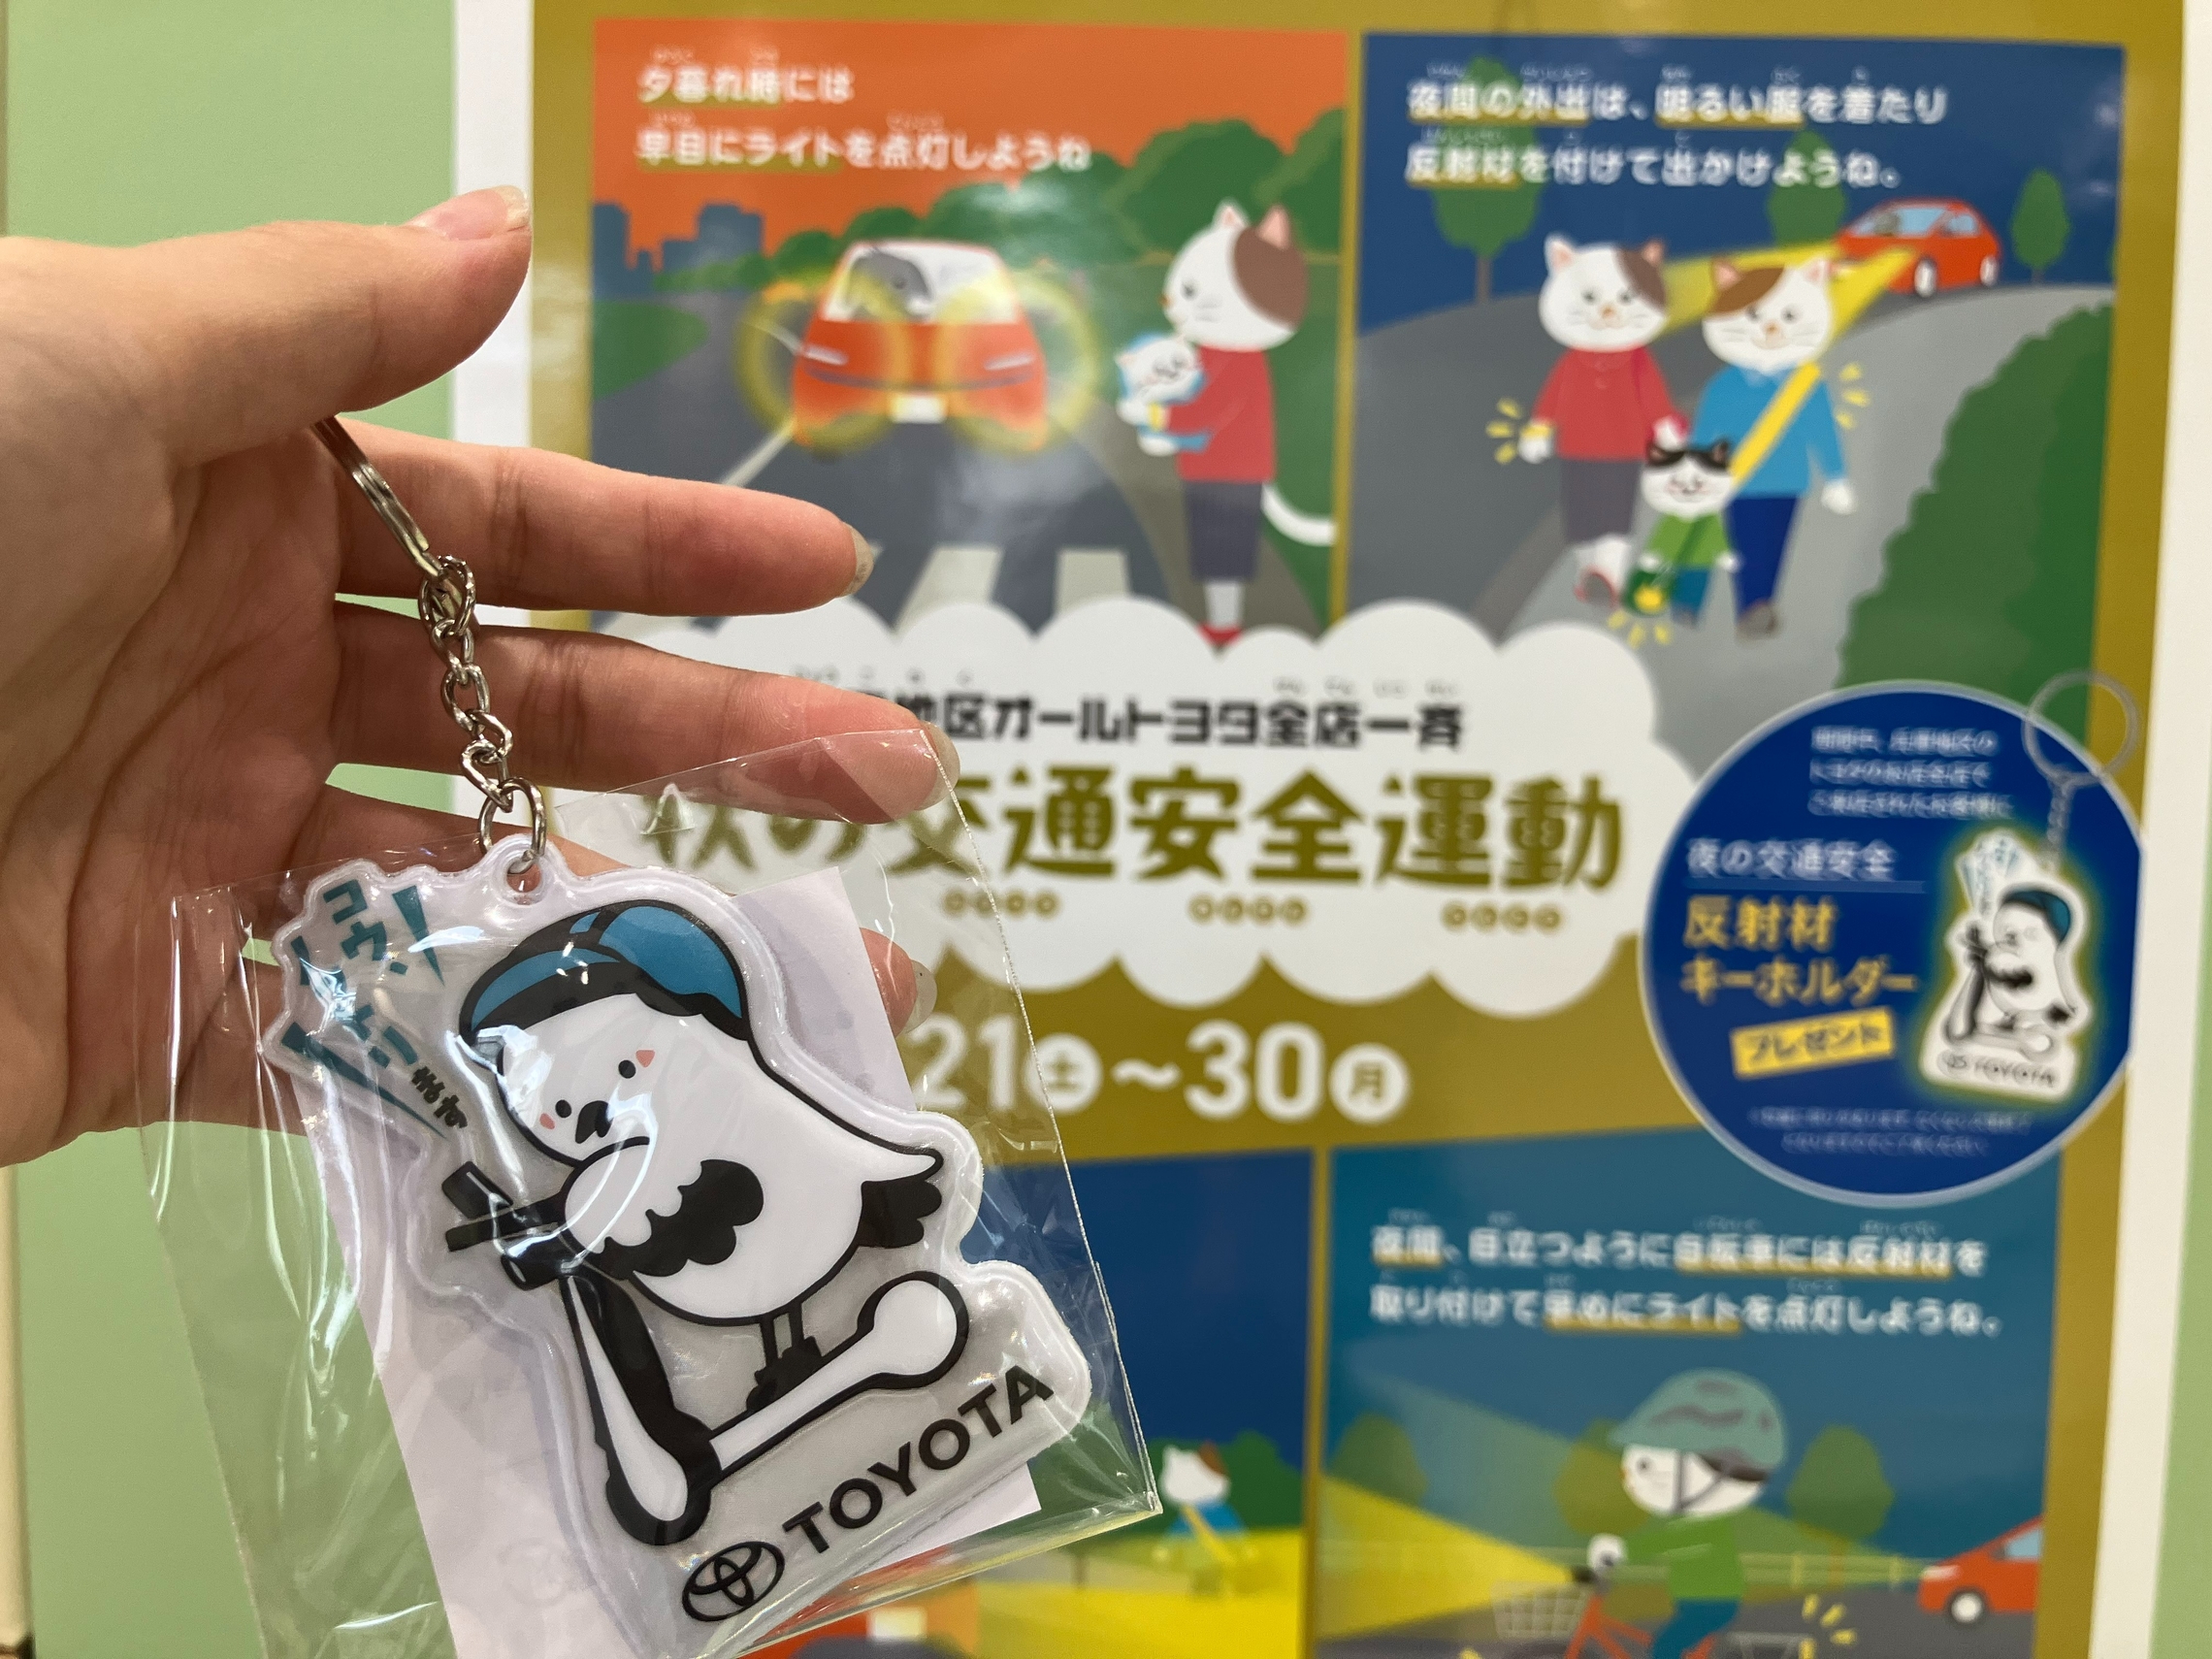 夕暮れ時には
早目にライトを点灯しようね
夜間の外出は、明るい服を着たり
反射材を付けて出かけようね。
地区オールトヨタ全店一斉
秋の交通安全運動
21土〜30月
夜の交通安全
反射材
キーホルダー
プレゼント
TOYOTA
コウ!
ます
TOYOTA
夜間、目立つように自転車には反射材を
取り付けて早めにライトを点灯しようね。